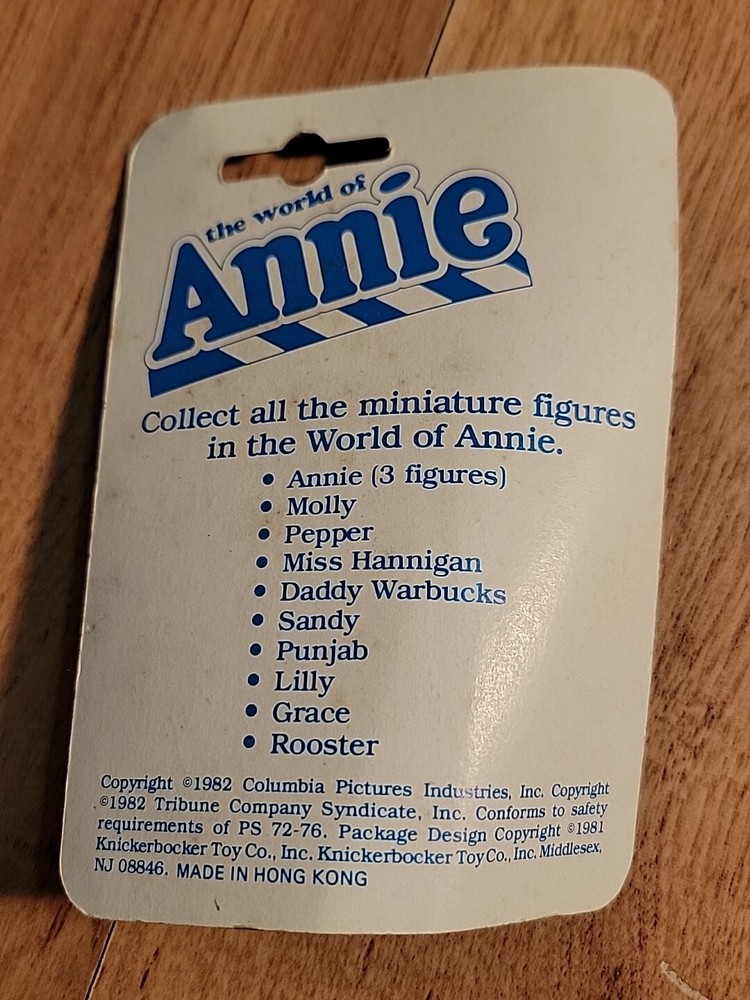 the world of
Annie
Collect all the miniature figures
in the World of Annie.
• Annie (3 figures)
• Molly
• Pepper
• Miss Hannigan
• Daddy Warbucks
• Sandy
• Punjab
• Lilly
• Grace
• Rooster
Copyright ©1982 Columbia Pictures Industries, Inc. Copyright
©1982 Tribune Company Syndicate, Inc. Conforms to safety
requirements of PS 72-76. Package Design Copyright ©1981
Knickerbocker Toy Co., Inc. Knickerbocker Toy Co., Inc. Middlesex,
NJ 08846. MADE IN HONG KONG